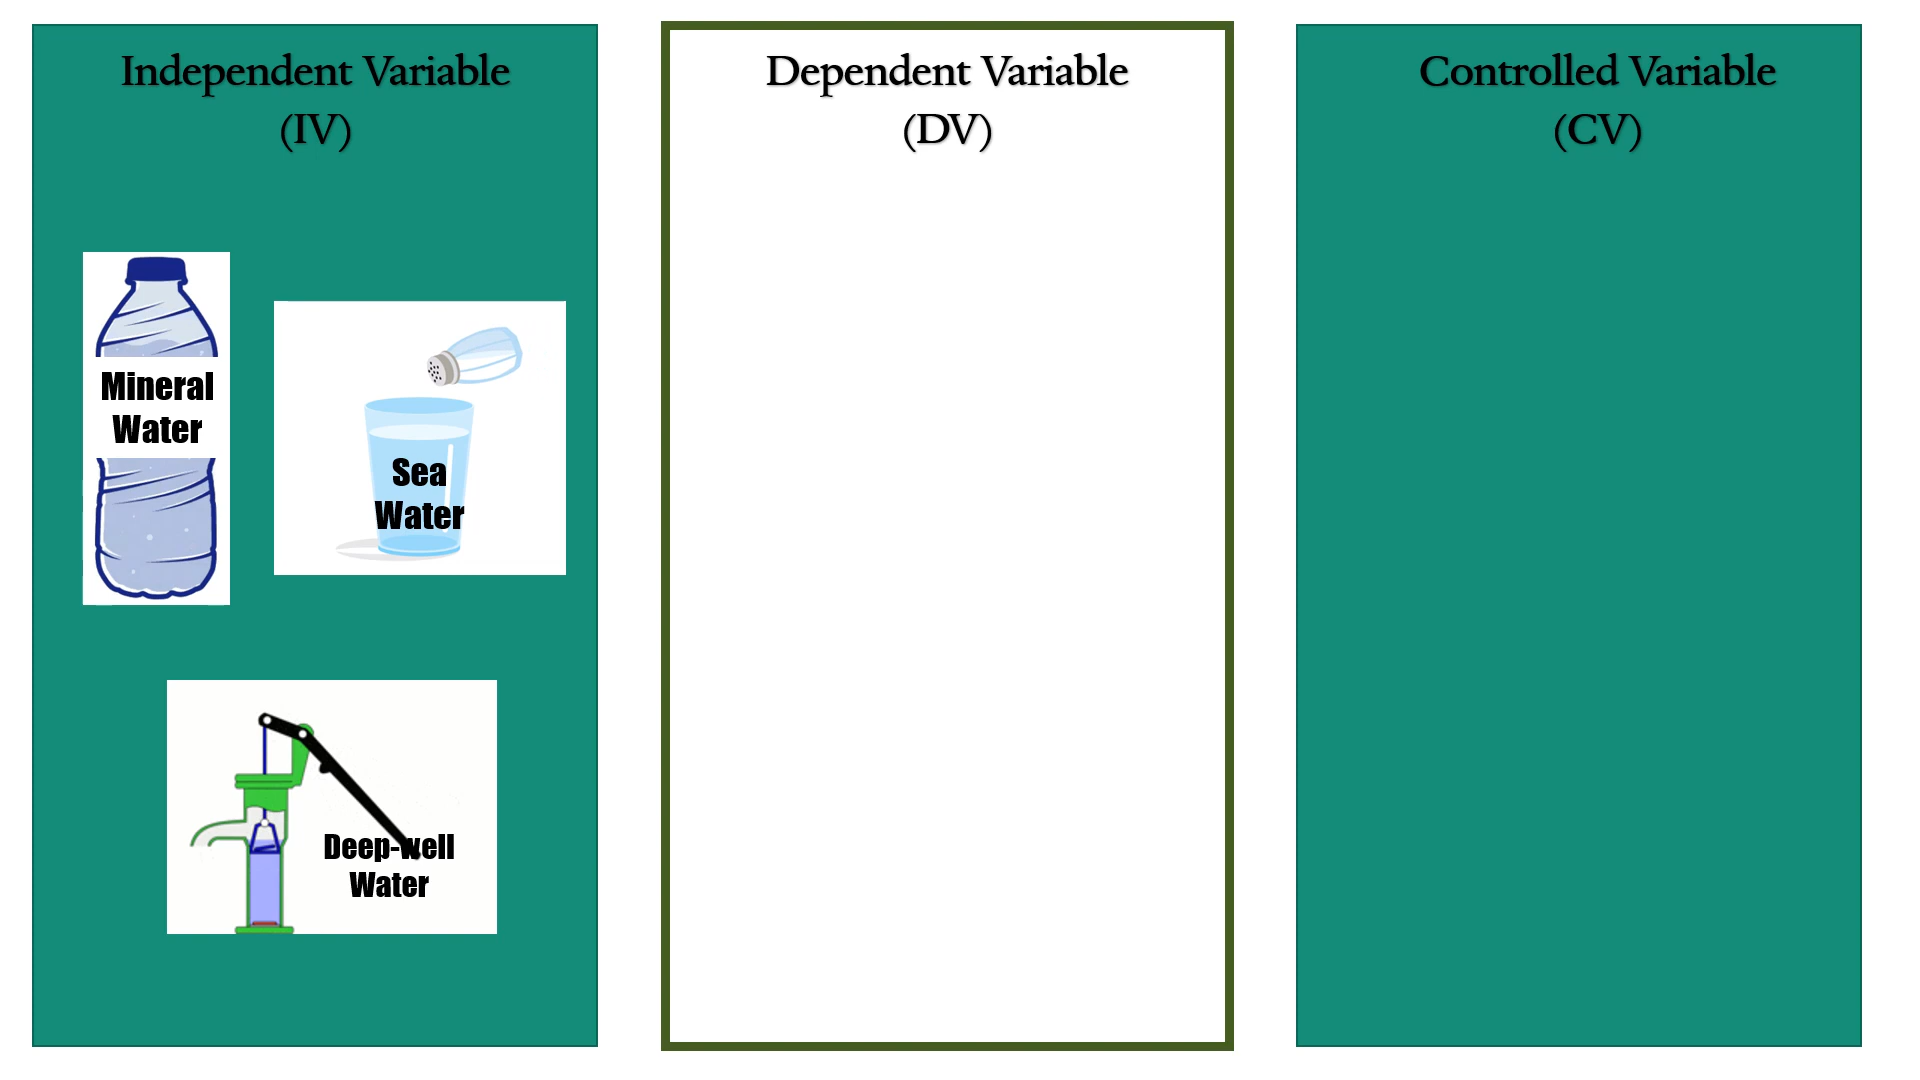 Independent Variable
(IV)
Mineral
Water
Sea
Water
Deep-well
Water
Dependent Variable
(DV)
Controlled Variable
(CV)